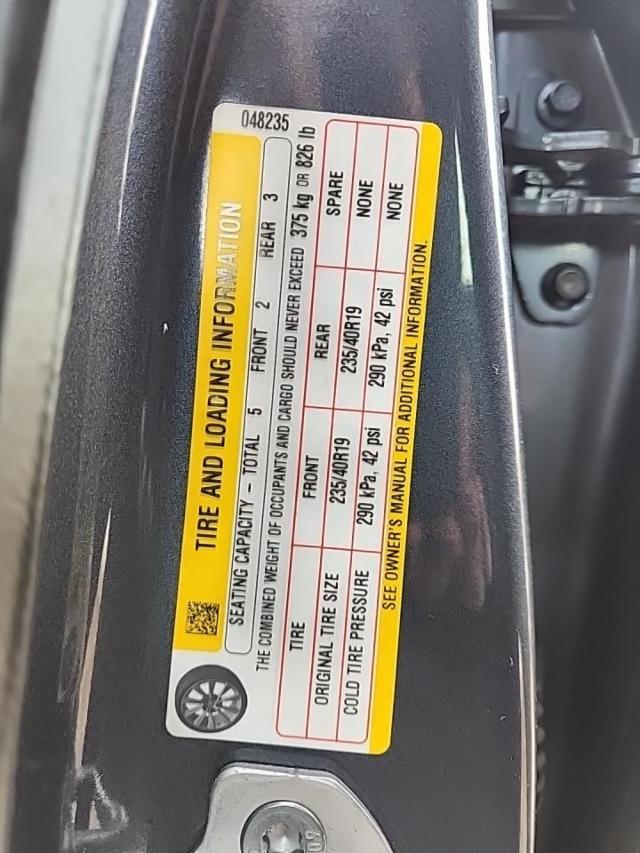 048235
TIRE AND LOADING INFORMATION
SEATING CAPACITY – TOTAL 5 FRONT 2 REAR 3
THE COMBINED WEIGHT OF OCCUPANTS AND CARGO SHOULD NEVER EXCEED 375 kg OR 826 lb
TIRE FRONT REAR SPARE
ORIGINAL TIRE SIZE 235/40R19 235/40R19 NONE
COLD TIRE PRESSURE 290 kPa, 42 psi 290 kPa, 42 psi NONE
SEE OWNER'S MANUAL FOR ADDITIONAL INFORMATION.